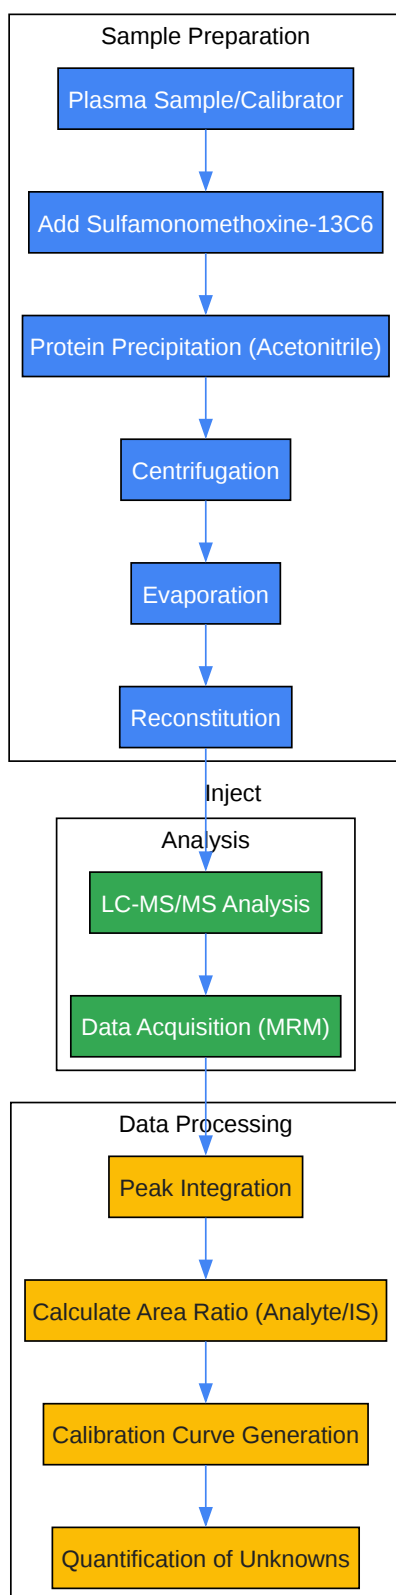 Sample Preparation
Plasma Sample/Calibrator
Add Sulfamonomethoxine-13C6
Protein Precipitation (Acetonitrile)
Centrifugation
Evaporation
Reconstitution
Inject
Analysis
LC-MS/MS Analysis
Data Acquisition (MRM)
Data Processing
Peak Integration
Calculate Area Ratio (Analyte/IS)
Calibration Curve Generation
Quantification of Unknowns